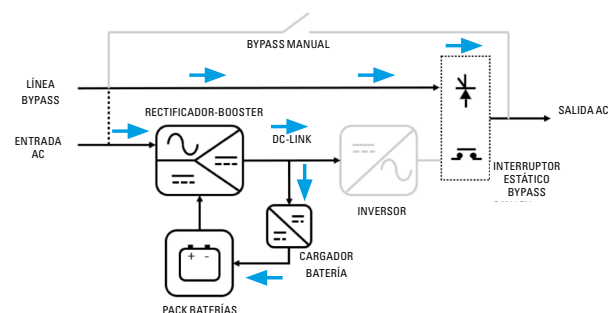 BYPASS MANUAL
LÍNEA
BYPASS
RECTIFICADOR-BOOSTER
SALIDA AC
ENTRADA
AC
DC-LINK
INTERRUPTOR
ESTÁTICO
BYPASS
INVERSOR
CARGADOR
BATERÍA
+ -
PACK BATERÍAS